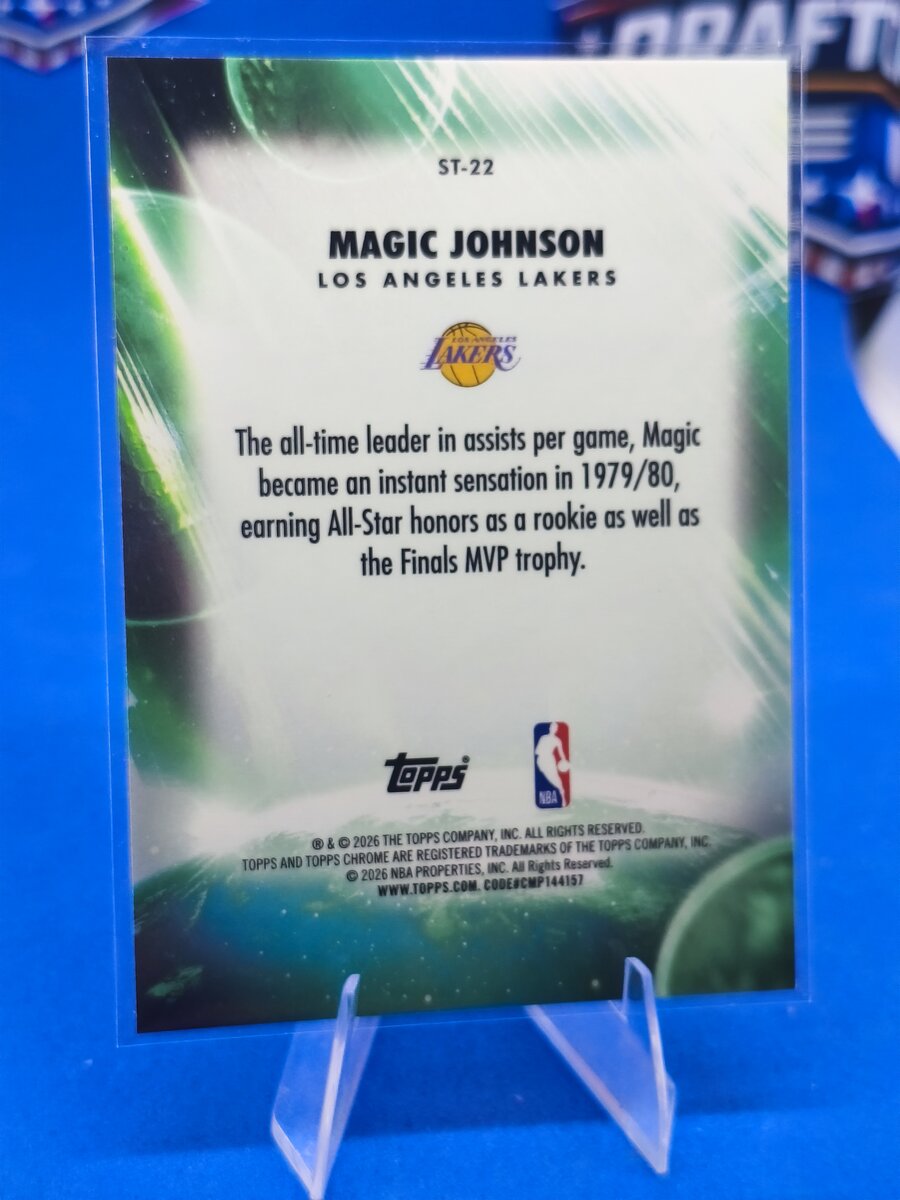 DRAFT
ST-22
MAGIC JOHNSON
LOS ANGELES LAKERS
LOS ANGELES
LAKERS
The all-time leader in assists per game, Magic
became an instant sensation in 1979/80,
earning All-Star honors as a rookie as well as
the Finals MVP trophy.
TOPPS®
NBA
® & © 2026 THE TOPPS COMPANY, INC. ALL RIGHTS RESERVED.
TOPPS AND TOPPS CHROME ARE REGISTERED TRADEMARKS OF THE TOPPS COMPANY, INC.
© 2026 NBA PROPERTIES, INC. All Rights Reserved.
WWW.TOPPS.COM. CODE#CMP144157